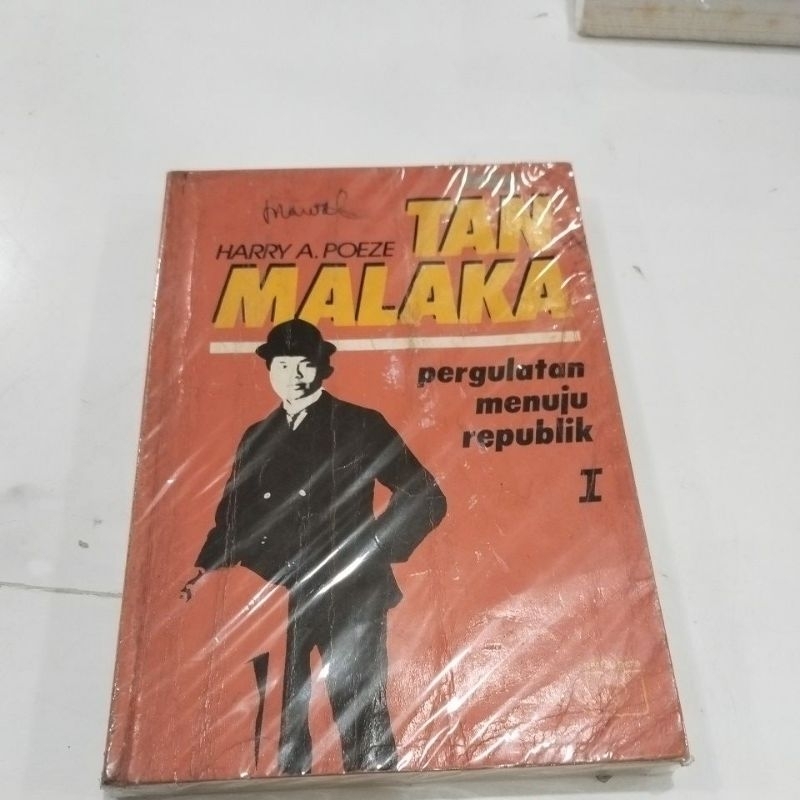 TAN
HARRY A. POEZE
MALAKA
pergulatan
menuju
republik
I